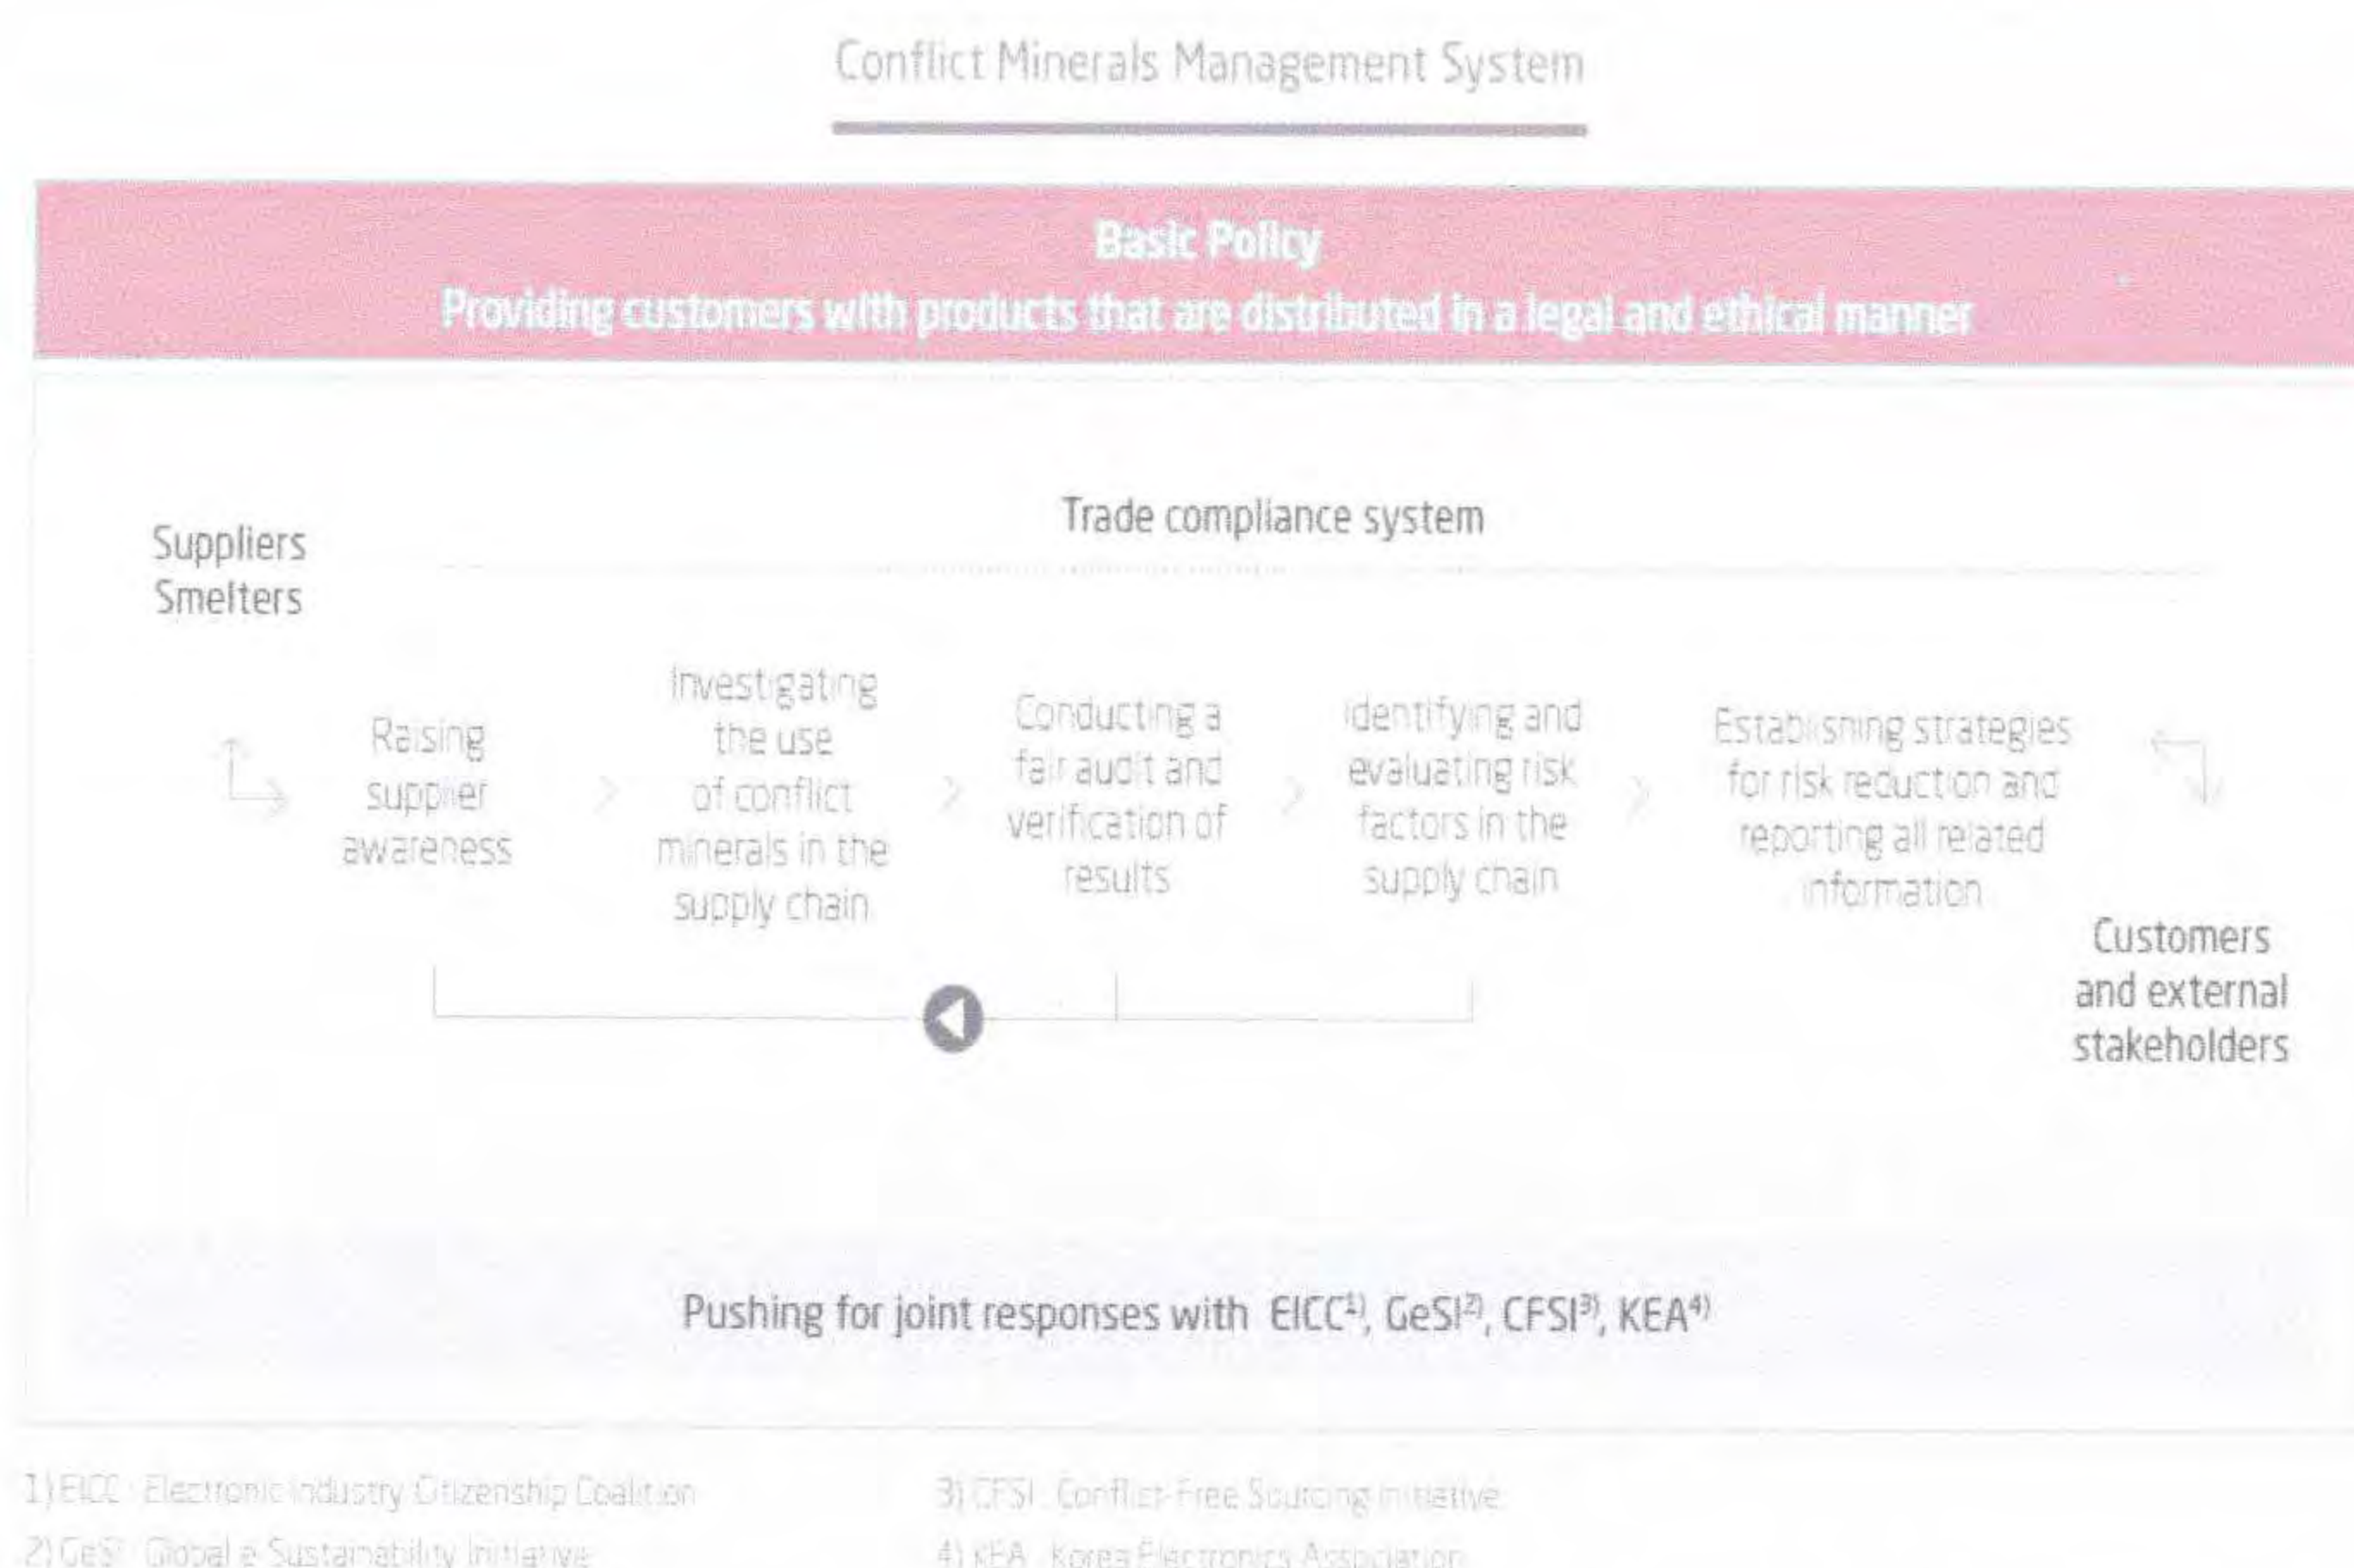 Conflict Minerals Management System
Basic Policy
Providing customers with products that are distributed in a legal and ethical manner
Trade compliance system
Suppliers
Smelters
Raising
supplier
awareness
Investigating
the use
of conflict
minerals in the
supply chain
Conducting a
fair audit and
verification of
results
Identifying and
evaluating risk
factors in the
supply chain
Establishing strategies
for risk reduction and
reporting all related
information
Customers
and external
stakeholders
Pushing for joint responses with EICC1), GeSI2), CFSI3), KEA4)
1) EICC : Electronic Industry Citizenship Coalition
2) GeSI : Global e-Sustainability Initiative
3) CFSI : Conflict-Free Sourcing Initiative
4) KEA : Korea Electronics Association